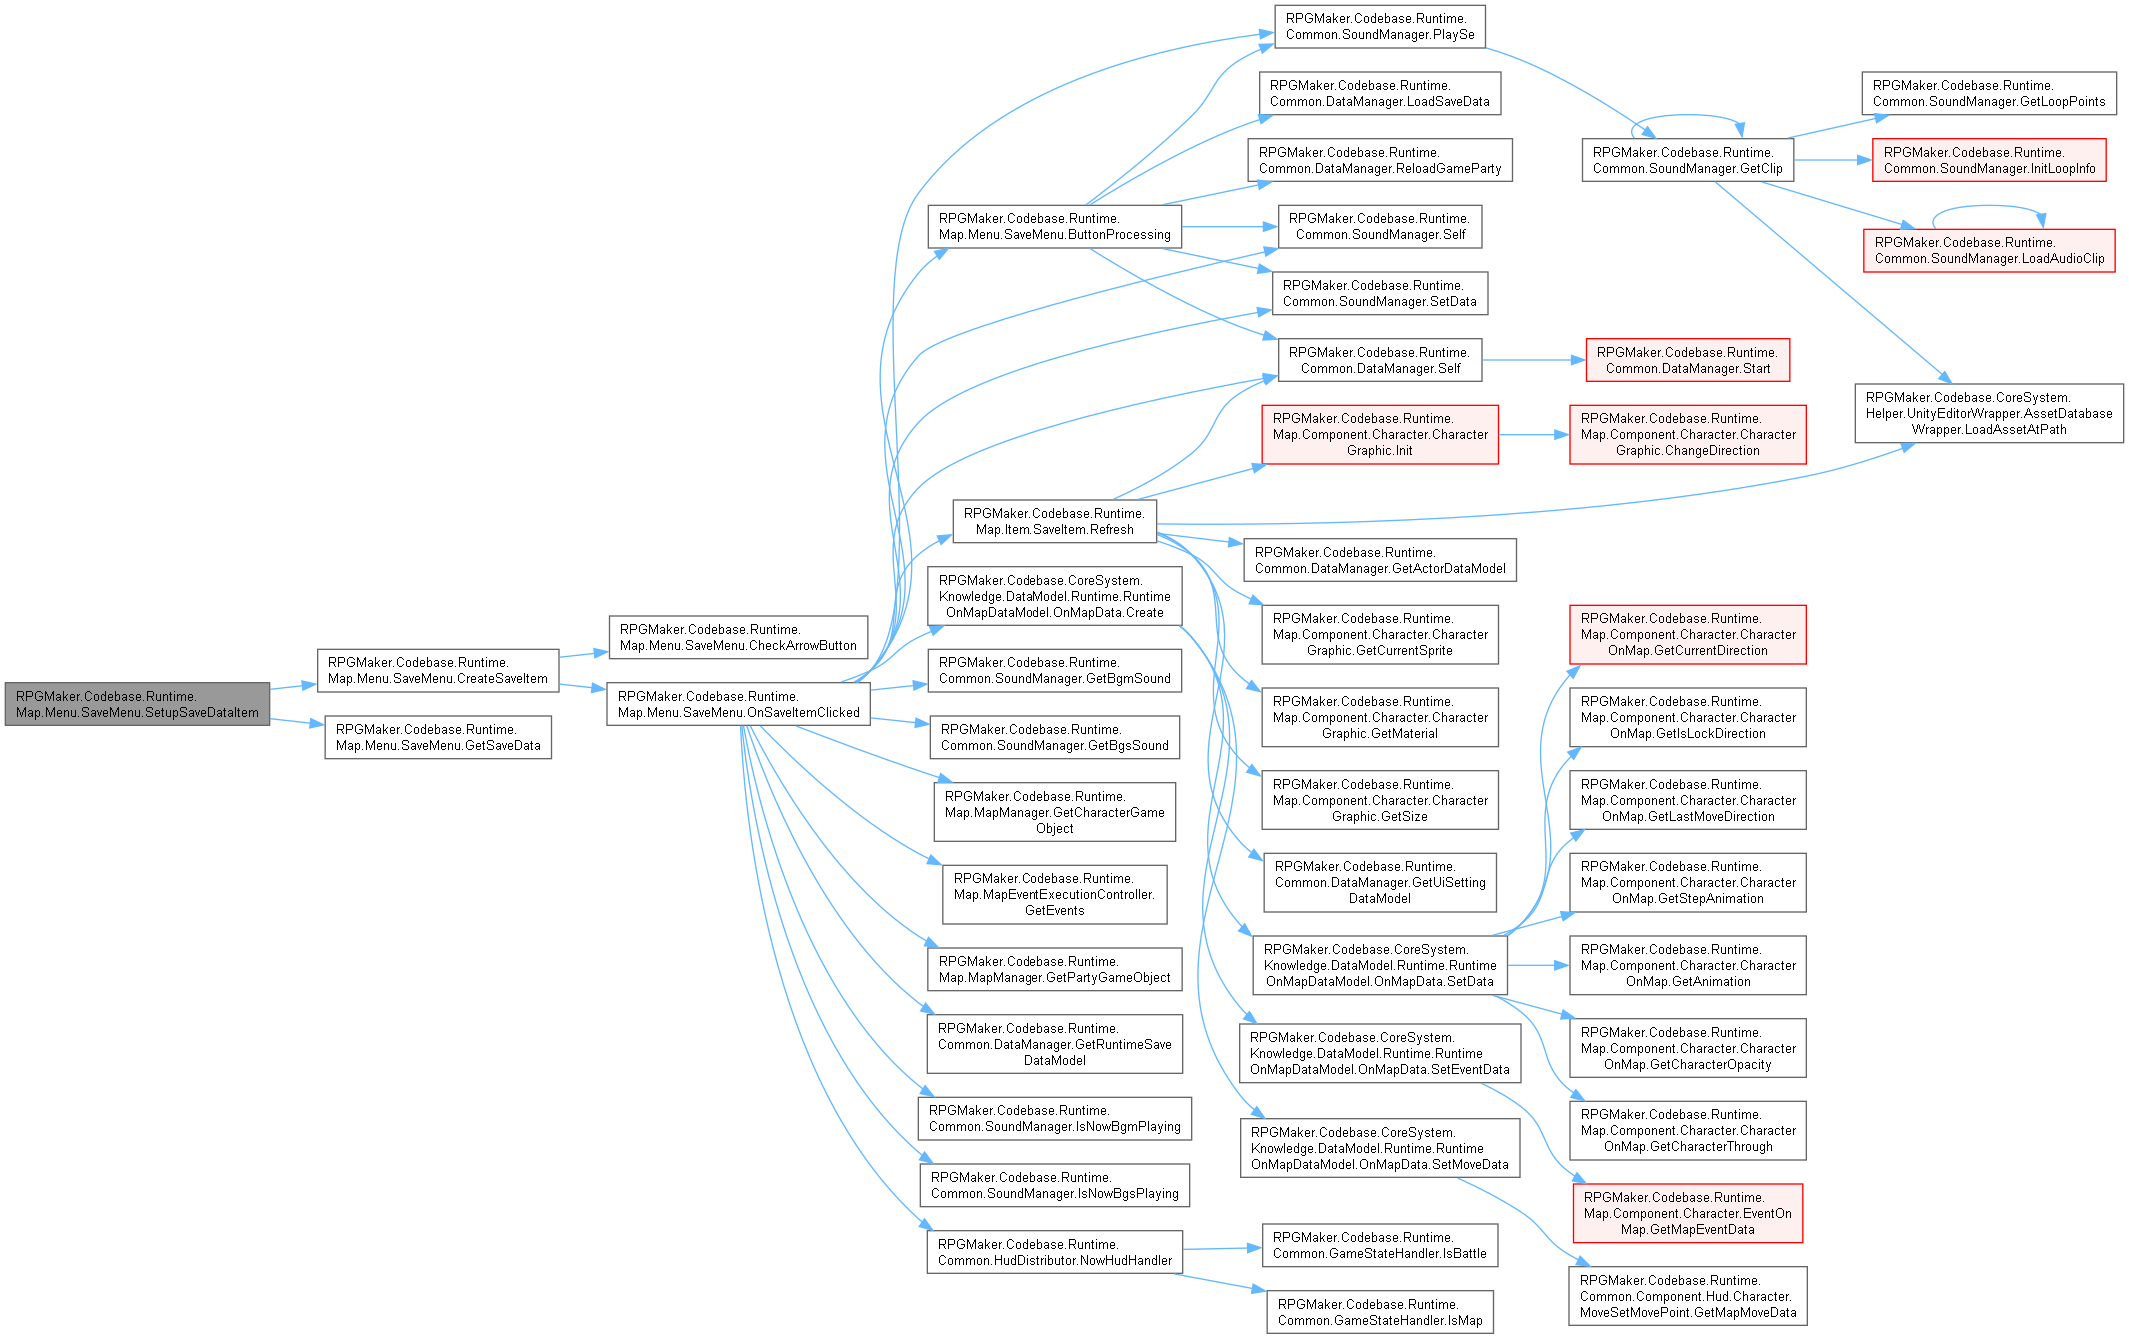 RPGMaker.Codebase.Runtime.
Map.Menu.SaveMenu.SetupSaveDataItem
RPGMaker.Codebase.Runtime.
Map.Menu.SaveMenu.CreateSaveItem
RPGMaker.Codebase.Runtime.
Map.Menu.SaveMenu.GetSaveData
RPGMaker.Codebase.Runtime.
Map.Menu.SaveMenu.CheckArrowButton
RPGMaker.Codebase.Runtime.
Map.Menu.SaveMenu.OnSaveItemClicked
RPGMaker.Codebase.Runtime.
Map.Menu.SaveMenu.ButtonProcessing
RPGMaker.Codebase.Runtime.
Map.Item.SaveItem.Refresh
RPGMaker.Codebase.CoreSystem.
Knowledge.DataModel.Runtime.Runtime
OnMapDataModel.OnMapData.Create
RPGMaker.Codebase.Runtime.
Common.SoundManager.GetBgmSound
RPGMaker.Codebase.Runtime.
Common.SoundManager.GetBgsSound
RPGMaker.Codebase.Runtime.
Map.MapManager.GetCharacterGame
Object
RPGMaker.Codebase.Runtime.
Map.MapEventExecutionController.
GetEvents
RPGMaker.Codebase.Runtime.
Map.MapManager.GetPartyGameObject
RPGMaker.Codebase.Runtime.
Common.DataManager.GetRuntimeSave
DataModel
RPGMaker.Codebase.Runtime.
Common.SoundManager.IsNowBgmPlaying
RPGMaker.Codebase.Runtime.
Common.SoundManager.IsNowBgsPlaying
RPGMaker.Codebase.Runtime.
Common.HudDistributor.NowHudHandler
RPGMaker.Codebase.Runtime.
Common.SoundManager.PlaySe
RPGMaker.Codebase.Runtime.
Common.DataManager.LoadSaveData
RPGMaker.Codebase.Runtime.
Common.DataManager.ReloadGameParty
RPGMaker.Codebase.Runtime.
Common.SoundManager.Self
RPGMaker.Codebase.Runtime.
Common.SoundManager.SetData
RPGMaker.Codebase.Runtime.
Common.DataManager.Self
RPGMaker.Codebase.Runtime.
Map.Component.Character.Character
Graphic.Init
RPGMaker.Codebase.Runtime.
Common.DataManager.GetActorDataModel
RPGMaker.Codebase.Runtime.
Map.Component.Character.Character
Graphic.GetCurrentSprite
RPGMaker.Codebase.Runtime.
Map.Component.Character.Character
Graphic.GetMaterial
RPGMaker.Codebase.Runtime.
Map.Component.Character.Character
Graphic.GetSize
RPGMaker.Codebase.Runtime.
Common.DataManager.GetUiSetting
DataModel
RPGMaker.Codebase.CoreSystem.
Knowledge.DataModel.Runtime.Runtime
OnMapDataModel.OnMapData.SetData
RPGMaker.Codebase.CoreSystem.
Knowledge.DataModel.Runtime.Runtime
OnMapDataModel.OnMapData.SetEventData
RPGMaker.Codebase.CoreSystem.
Knowledge.DataModel.Runtime.Runtime
OnMapDataModel.OnMapData.SetMoveData
RPGMaker.Codebase.Runtime.
Common.GameStateHandler.IsBattle
RPGMaker.Codebase.Runtime.
Common.GameStateHandler.IsMap
RPGMaker.Codebase.Runtime.
Common.SoundManager.GetClip
RPGMaker.Codebase.Runtime.
Common.DataManager.Start
RPGMaker.Codebase.Runtime.
Map.Component.Character.Character
Graphic.ChangeDirection
RPGMaker.Codebase.Runtime.
Map.Component.Character.Character
OnMap.GetCurrentDirection
RPGMaker.Codebase.Runtime.
Map.Component.Character.Character
OnMap.GetIsLockDirection
RPGMaker.Codebase.Runtime.
Map.Component.Character.Character
OnMap.GetLastMoveDirection
RPGMaker.Codebase.Runtime.
Map.Component.Character.Character
OnMap.GetStepAnimation
RPGMaker.Codebase.Runtime.
Map.Component.Character.Character
OnMap.GetAnimation
RPGMaker.Codebase.Runtime.
Map.Component.Character.Character
OnMap.GetCharacterOpacity
RPGMaker.Codebase.Runtime.
Map.Component.Character.Character
OnMap.GetCharacterThrough
RPGMaker.Codebase.Runtime.
Map.Component.Character.EventOn
Map.GetMapEventData
RPGMaker.Codebase.Runtime.
Common.Component.Hud.Character.
MoveSetMovePoint.GetMapMoveData
RPGMaker.Codebase.Runtime.
Common.SoundManager.GetLoopPoints
RPGMaker.Codebase.Runtime.
Common.SoundManager.InitLoopInfo
RPGMaker.Codebase.Runtime.
Common.SoundManager.LoadAudioClip
RPGMaker.Codebase.CoreSystem.
Helper.UnityEditorWrapper.AssetDatabase
Wrapper.LoadAssetAtPath